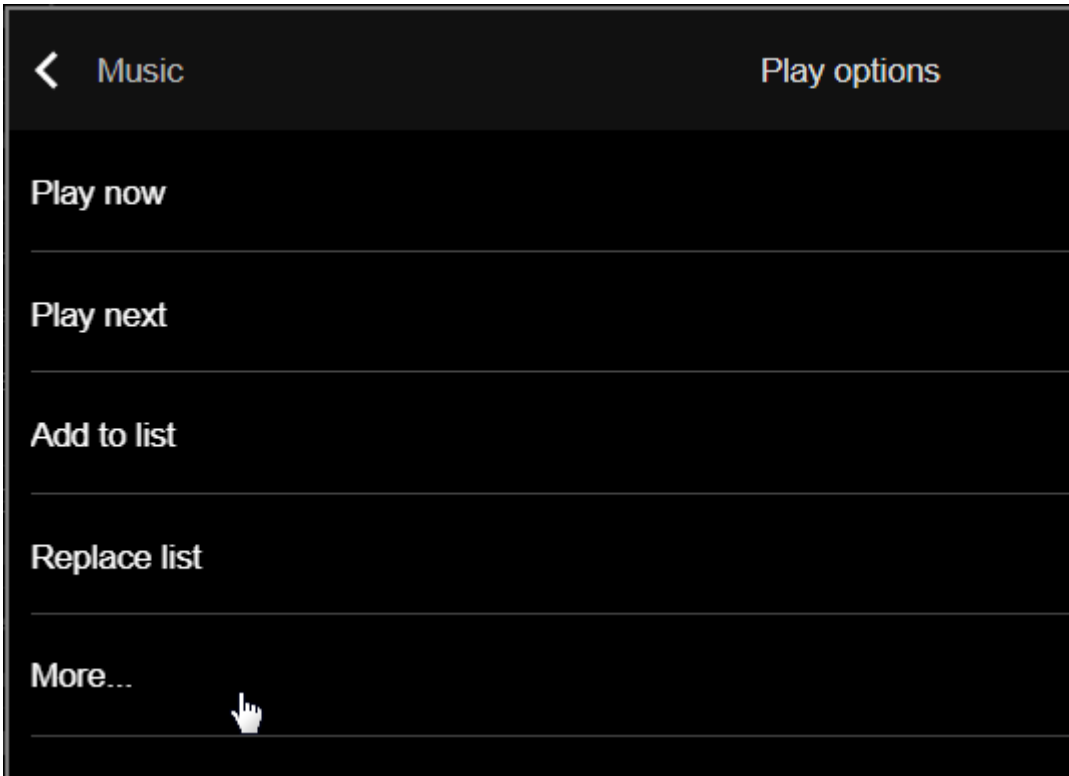 Music Play options
Play now
Play next
Add to list
Replace list
More...